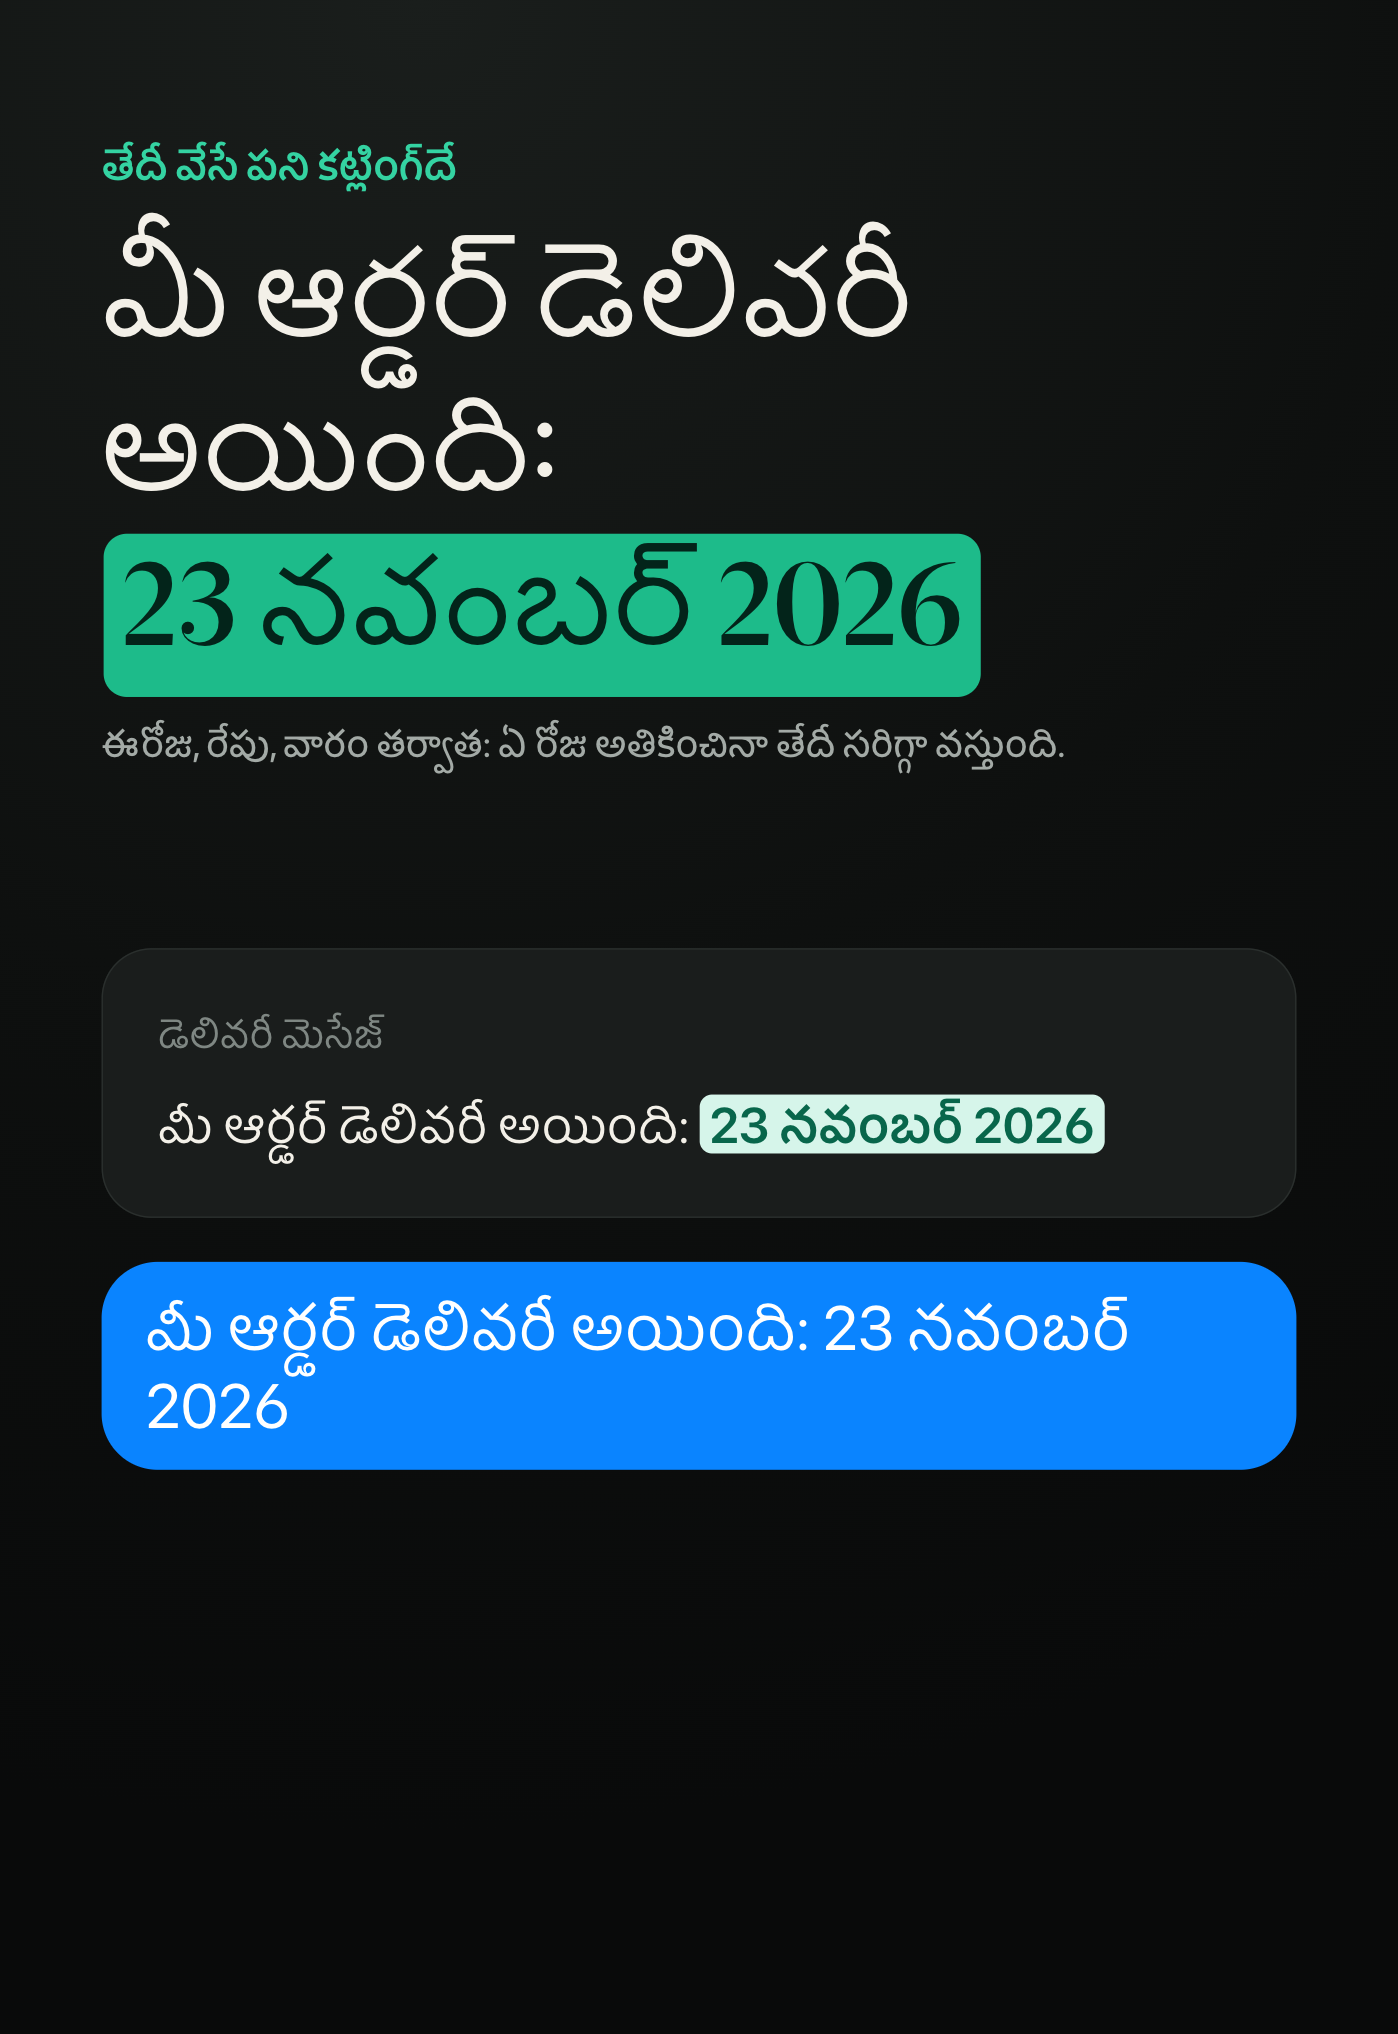 తేదీ వేసే పని కట్లింగ్‌దే
మీ ఆర్డర్ డెలివరీ
అయింది:
23 నవంబర్ 2026
ఈరోజు, రేపు, వారం తర్వాత: ఏ రోజు అతికించినా తేదీ సరిగ్గా వస్తుంది.
డెలివరీ మెసేజ్
మీ ఆర్డర్ డెలివరీ అయింది: 23 నవంబర్ 2026
మీ ఆర్డర్ డెలివరీ అయింది: 23 నవంబర్
2026